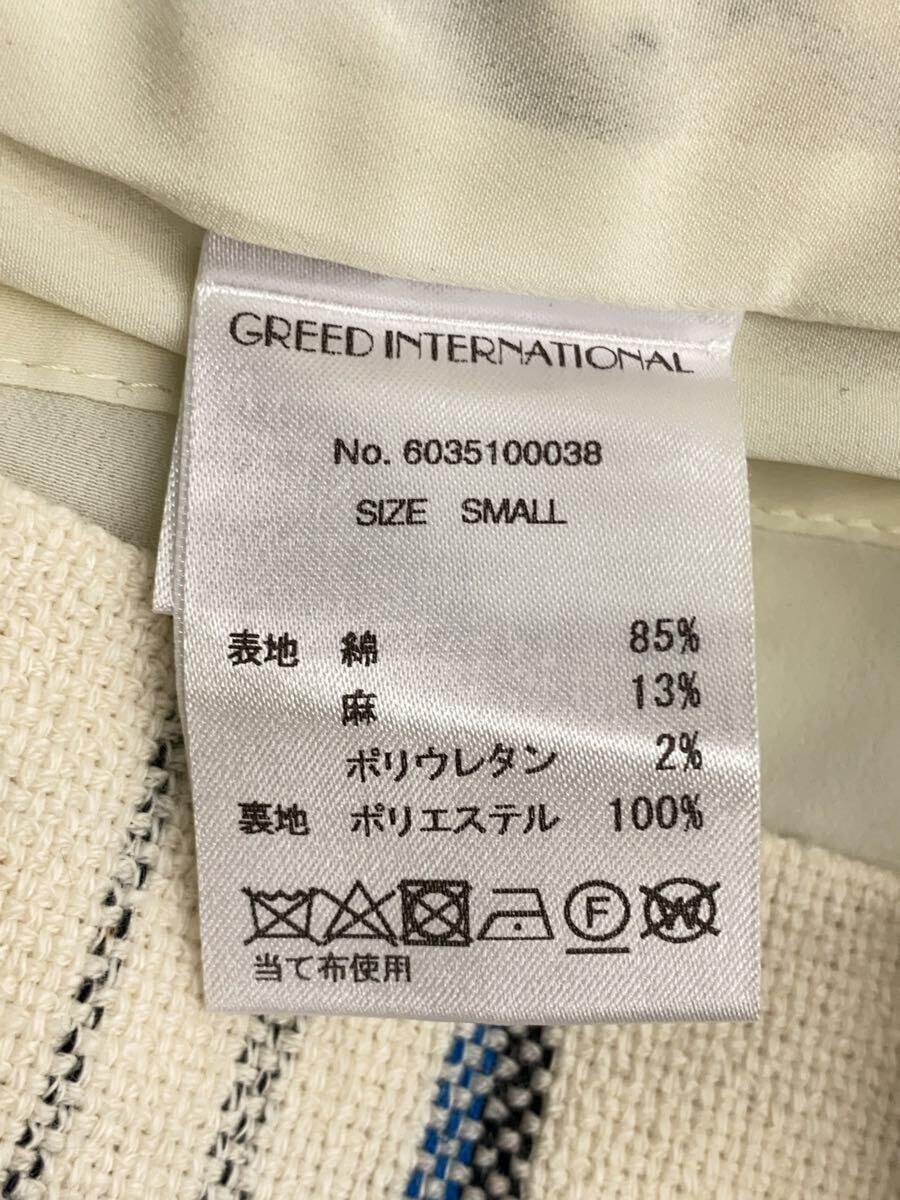 GREED INTERNATIONAL
No. 6035100038
SIZE SMALL
表地 綿 85%
麻 13%
ポリウレタン 2%
裏地 ポリエステル 100%
F W
当て布使用